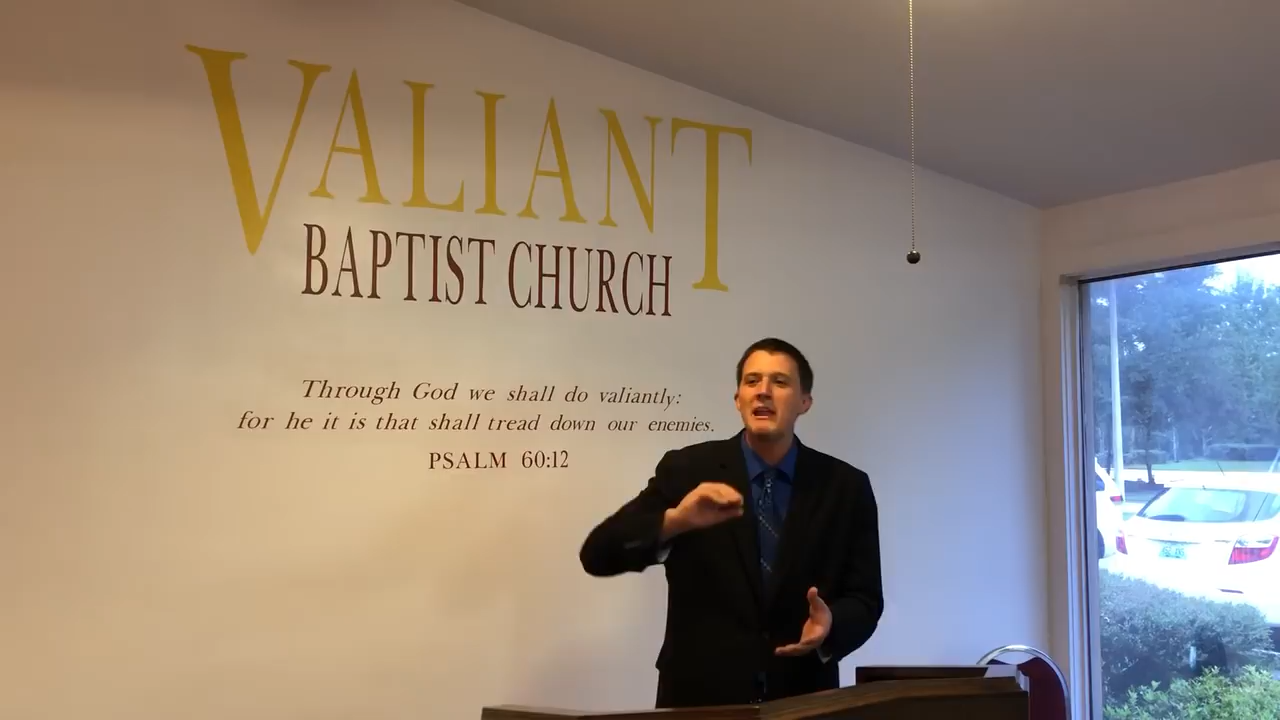 VALIANT
BAPTIST CHURCH
Through God we shall do valiantly:
for he it is that shall tread down our enemies.
PSALM 60:12